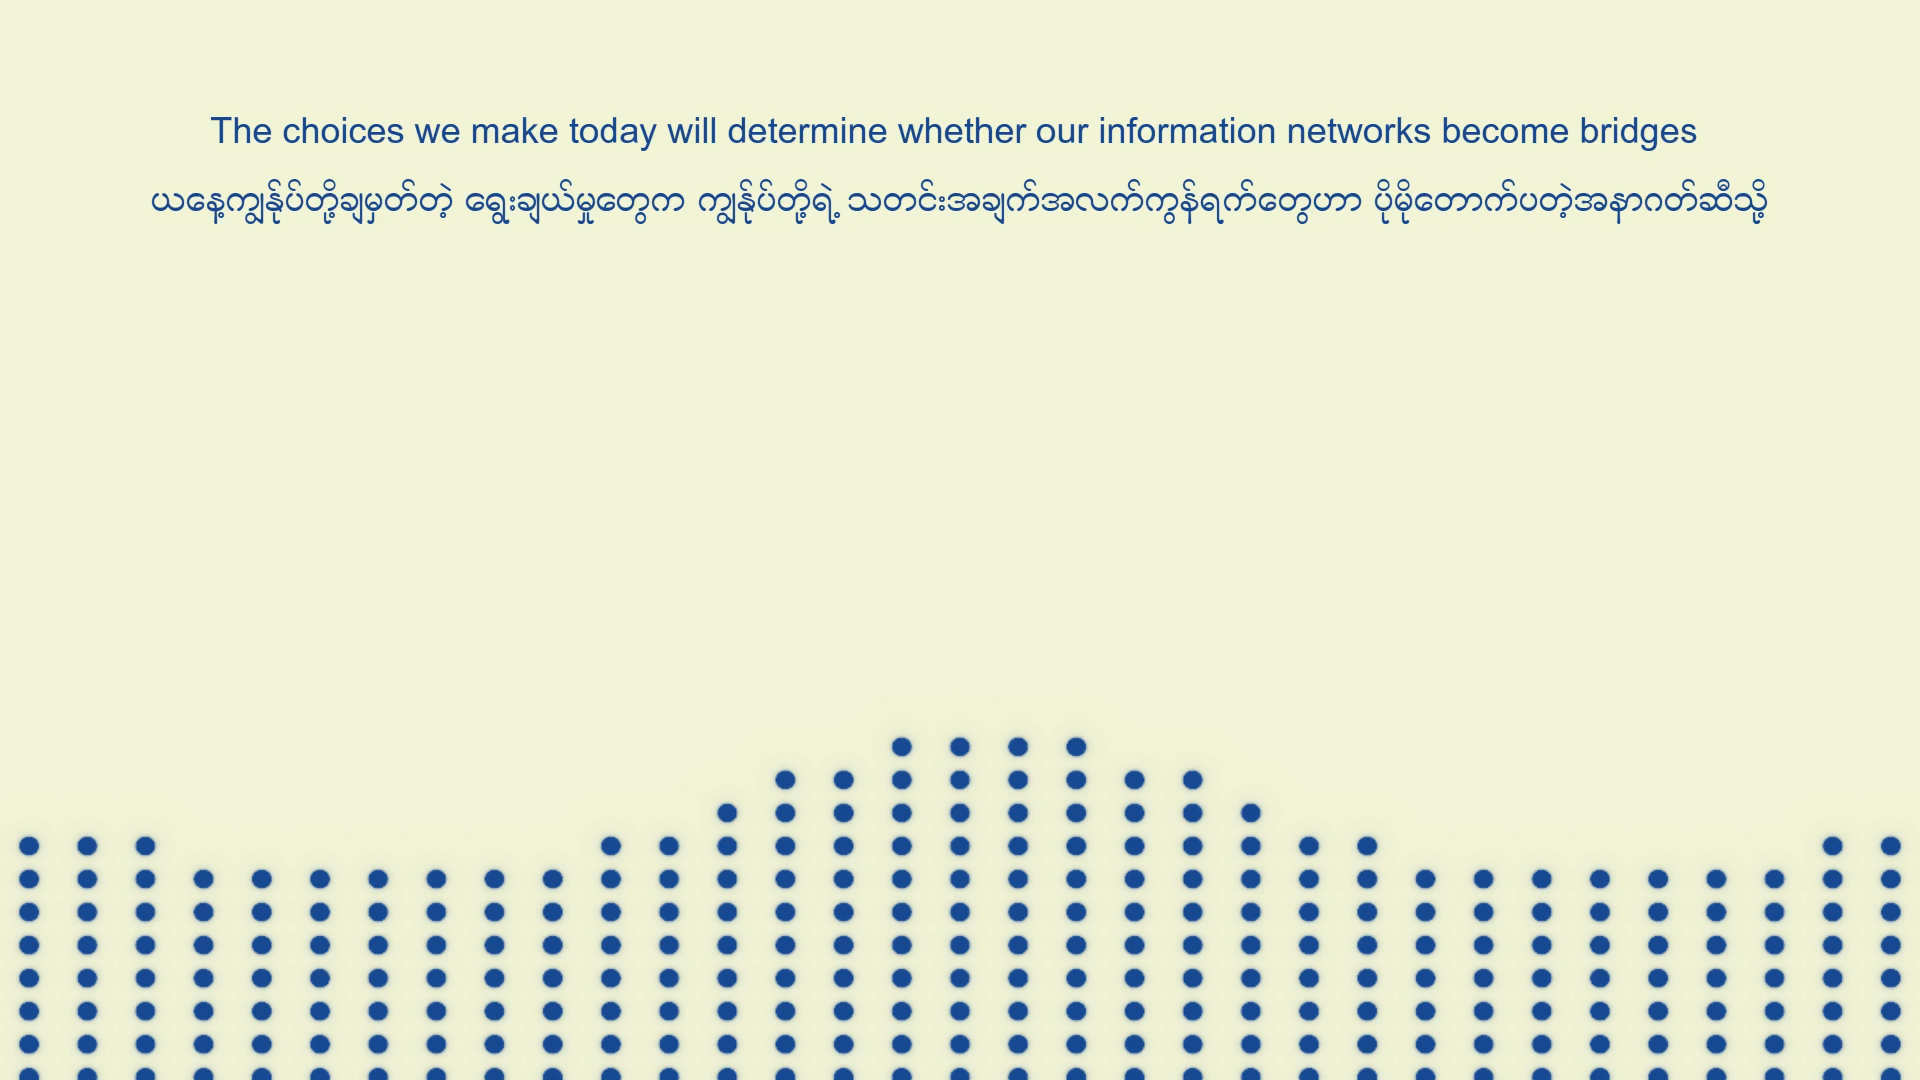 The choices we make today will determine whether our information networks become bridges
ယနေ့ကျွန်ုပ်တို့ချမှတ်တဲ့ ရွေးချယ်မှုတွေက ကျွန်ုပ်တို့ရဲ့ သတင်းအချက်အလက်ကွန်ရက်တွေဟာ ပိုမိုတောက်ပတဲ့အနာဂတ်ဆီသို့